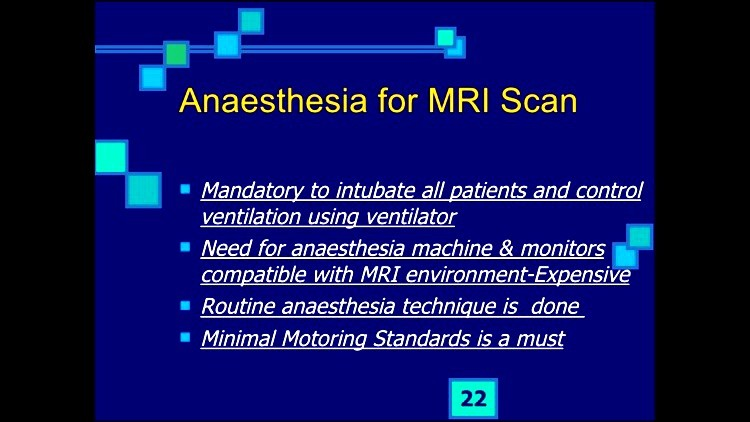 Anaesthesia for MRI Scan
Mandatory to intubate all patients and control
ventilation using ventilator
Need for anaesthesia machine & monitors
compatible with MRI environment-Expensive
Routine anaesthesia technique is  done
Minimal Motoring Standards is a must
22